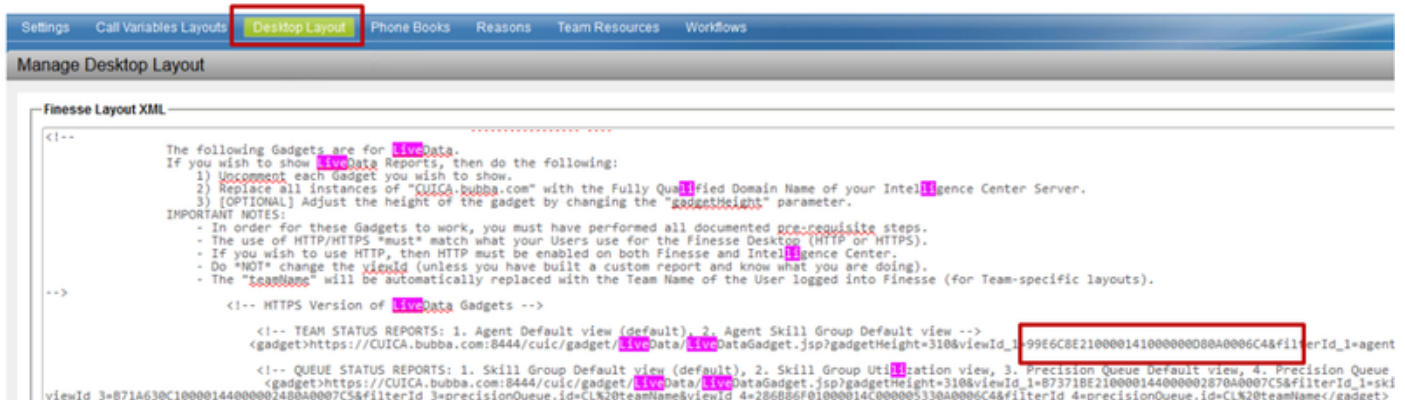 Settings Call Variables Layouts Desktop Layout Phone Books Reasons Team Resources Workflows
Manage Desktop Layout
Finesse Layout XML
<!--
The following Gadgets are for LiveData.
If you wish to show LiveData Reports, then do the following:
1) Uncomment each Gadget you wish to show.
2) Replace all instances of "CUICA.bubba.com" with the Fully Qualified Domain Name of your Intelligence Center Server.
3) [OPTIONAL] Adjust the height of the gadget by changing the "gadgetHeight" parameter.
IMPORTANT NOTES:
- In order for these Gadgets to work, you must have performed all documented pre-requisite steps.
- The use of HTTP/HTTPS *must* match what your Users use for the Finesse Desktop (HTTP or HTTPS).
- If you wish to use HTTP, then HTTP must be enabled on both Finesse and Intelligence Center.
- Do *NOT* change the viewId (unless you have built a custom report and know what you are doing).
- The "teamName" will be automatically replaced with the Team Name of the User logged into Finesse (for Team-specific layouts).
-->
<!-- HTTPS Version of LiveData Gadgets -->
<!-- TEAM STATUS REPORTS: 1. Agent Default view (default), 2. Agent Skill Group Default view -->
<gadget>https://CUICA.bubba.com:8444/cuic/gadget/LiveData/LiveDataGadget.jsp?gadgetHeight=310&viewId_1=99E6C8E210000141000000D80A0006C4&filterId_1=agent
<!-- QUEUE STATUS REPORTS: 1. Skill Group Default view (default), 2. Skill Group Utilization view, 3. Precision Queue Default view, 4. Precision Queue
<gadget>https://CUICA.bubba.com:8444/cuic/gadget/LiveData/LiveDataGadget.jsp?gadgetHeight=310&viewId_1=B7371BE210000144000002870A0007C5&filterId_1=ski
viewId_3=B71A630C10000144000002480A0007C5&filterId_3=precisionQueue.id=CL%20teamName&viewId_4=286B86F01000014C000005330A0006C4&filterId_4=precisionQueue.id=CL%20teamName</gadget>